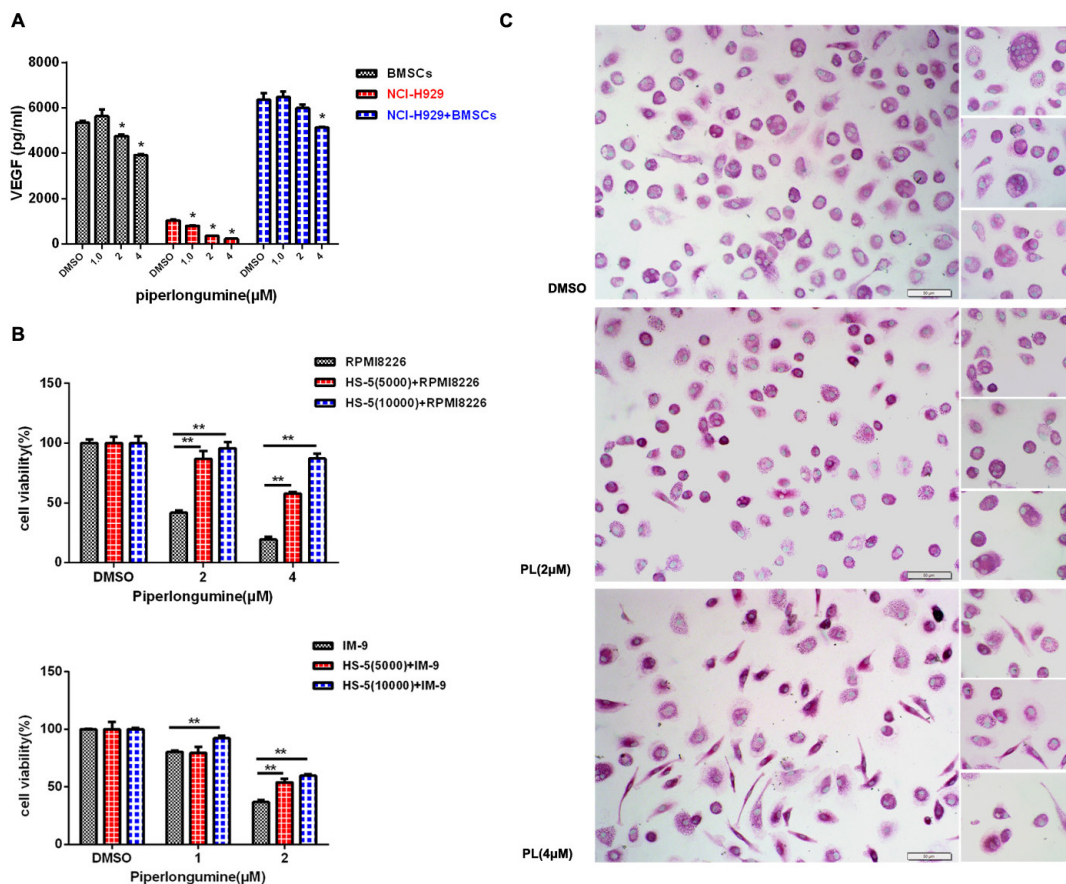 A
8000
6000
4000
2000
0
VEGF (pg/ml)
BMSCs
NCI-H929
NCI-H929+BMSCs
* * * * * *
DMSO 1.0 2 4 DMSO 1.0 2 4 DMSO 1.0 2 4
piperlongumine(μM)
B
RPMI8226
HS-5(5000)+RPMI8226
HS-5(10000)+RPMI8226
150
100
50
0
cell viability(%)
** ** ** **
DMSO 2 4
Piperlongumine(μM)
IM-9
HS-5(5000)+IM-9
HS-5(10000)+IM-9
150
100
50
0
cell viability(%)
** ** **
DMSO 1 2
Piperlongumine(μM)
C
DMSO
PL(2μM)
PL(4μM)